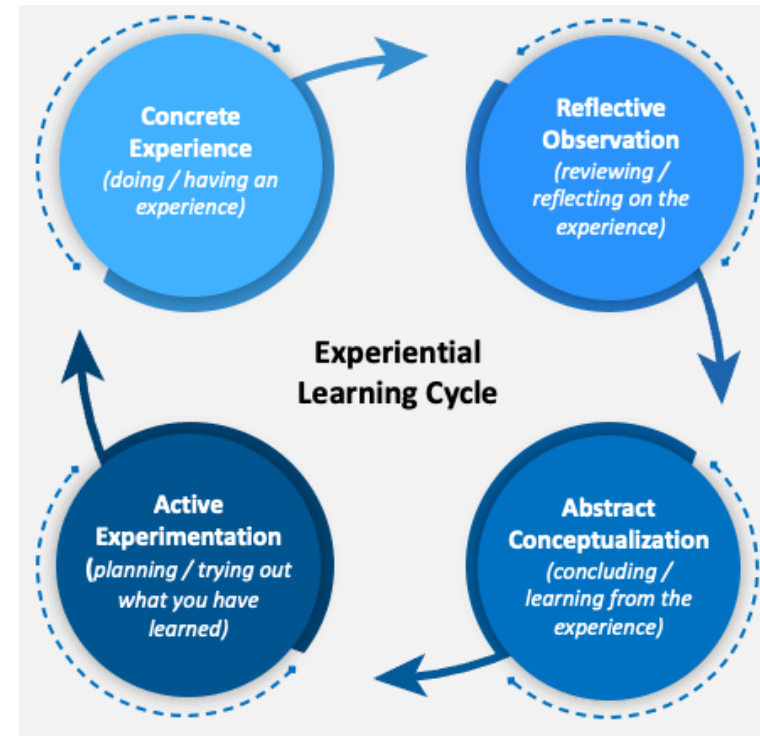 Concrete
Experience
(doing / having an
experience)
Reflective
Observation
(reviewing /
reflecting on the
experience)
Experiential
Learning Cycle
Active
Experimentation
(planning / trying out
what you have
learned)
Abstract
Conceptualization
(concluding /
learning from the
experience)